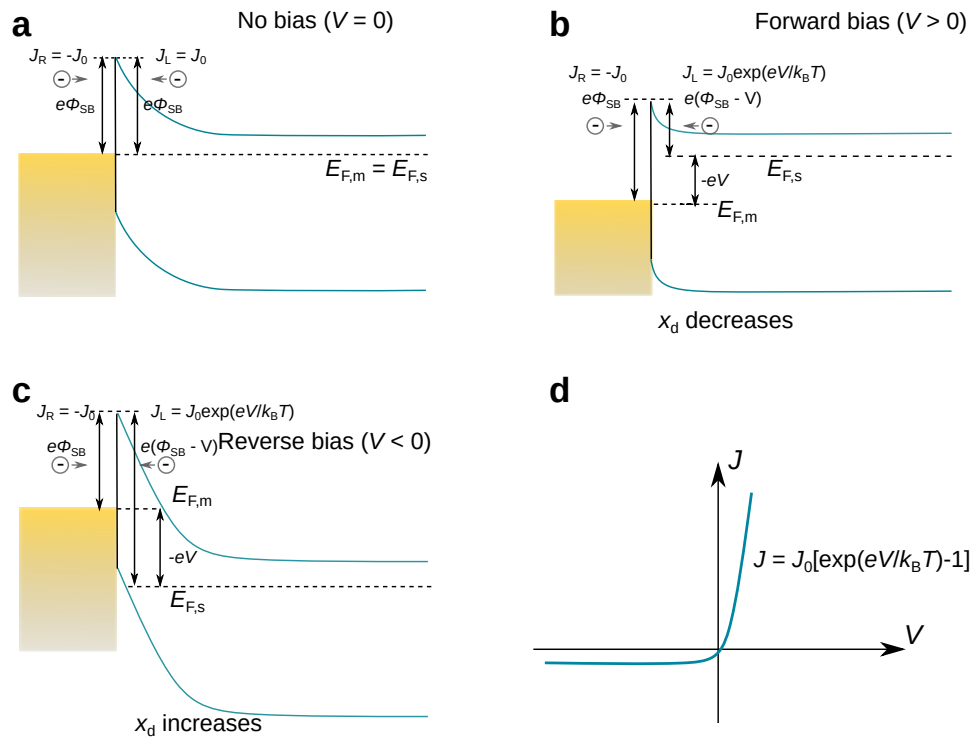 a
No bias (V = 0)
J_R = -J_0
J_L = J_0
-
-
eΦ_SB
eΦ_SB
E_F,m = E_F,s
b
Forward bias (V > 0)
J_R = -J_0
J_L = J_0exp(eV/k_BT)
eΦ_SB
e(Φ_SB - V)
-
-
E_F,s
-eV
E_F,m
x_d decreases
c
J_R = -J_0
J_L = J_0exp(eV/k_BT)
eΦ_SB
e(Φ_SB - V)
Reverse bias (V < 0)
-
-
E_F,m
-eV
E_F,s
x_d increases
d
J
J = J_0[exp(eV/k_BT)-1]
V